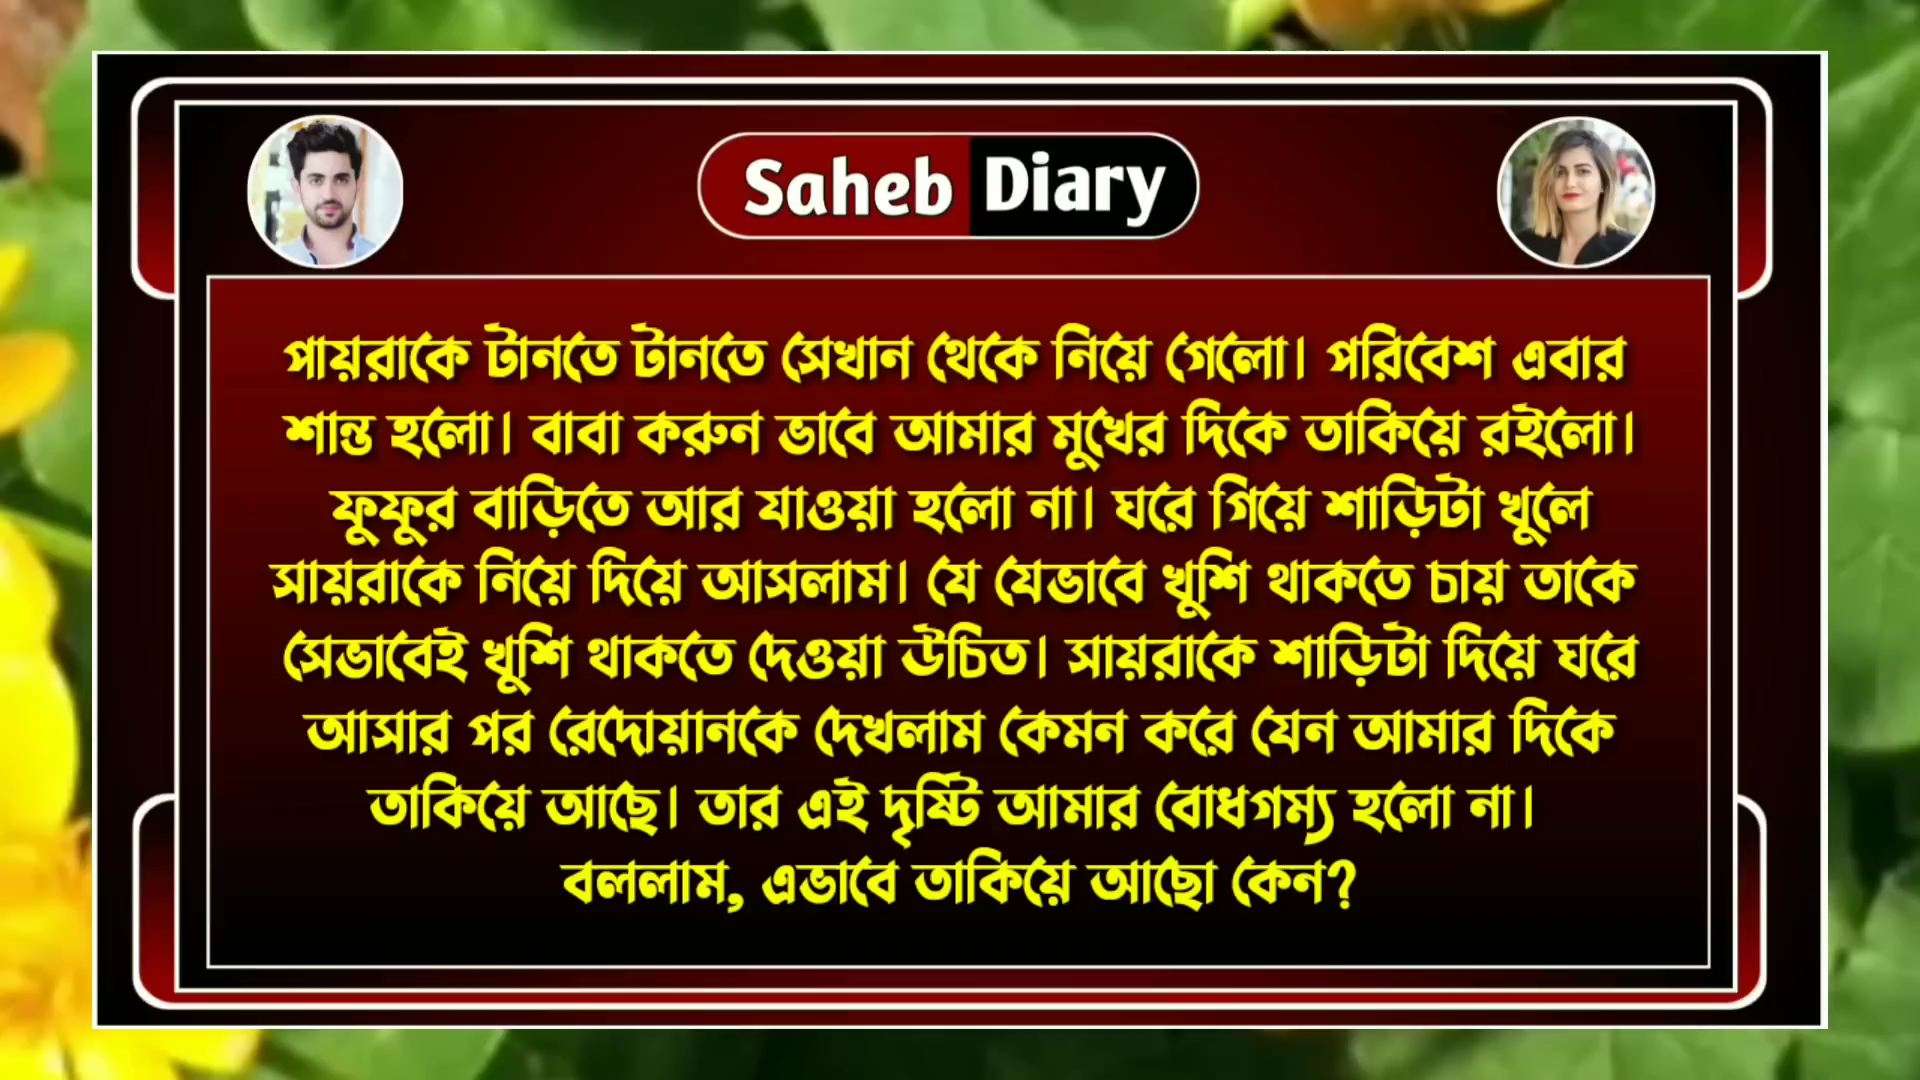 Saheb Diary
পায়রাকে টানতে টানতে সেখান থেকে নিয়ে গেলো। পরিবেশ এবার
শান্ত হলো। বাবা করুন ভাবে আমার মুখের দিকে তাকিয়ে রইলো।
ফুফুর বাড়িতে আর যাওয়া হলো না। ঘরে গিয়ে শাড়িটা খুলে
সায়রাকে নিয়ে দিয়ে আসলাম। যে যেভাবে খুশি থাকতে চায় তাকে
সেভাবেই খুশি থাকতে দেওয়া উচিত। সায়রাকে শাড়িটা দিয়ে ঘরে
আসার পর রেদোয়ানকে দেখলাম কেমন করে যেন আমার দিকে
তাকিয়ে আছে। তার এই দৃষ্টি আমার বোধগম্য হলো না।
বললাম, এভাবে তাকিয়ে আছো কেন?